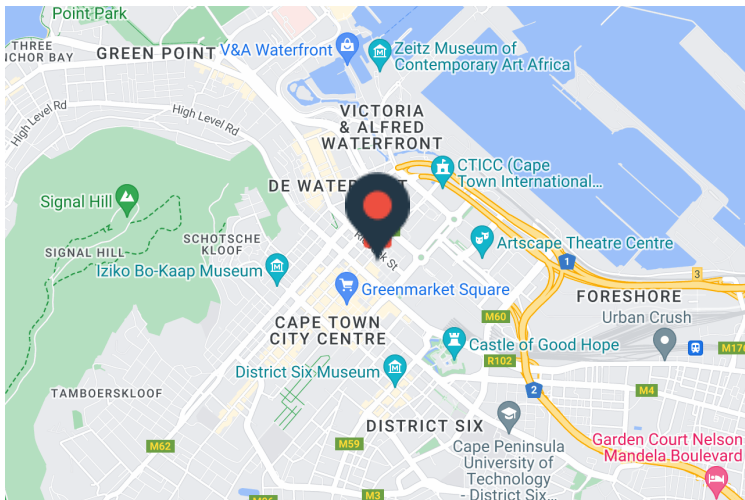 Point Park
THREE
NCHOR BAY
GREEN POINT
V&A Waterfront
Zeitz Museum of
Contemporary Art Africa
High Level Rd
High Level Rd
VICTORIA
& ALFRED
WATERFRONT
CTICC (Cape
Town International...
DE WATER
Signal Hill
SIGNAL HILL
SCHOTSCHE
KLOOF
Iziko Bo-Kaap Museum
Artscape Theatre Centre
1
3
Greenmarket Square
FORESHORE
Urban Crush
M60
CAPE TOWN
CITY CENTRE
Castle of Good Hope
M176
R102
District Six Museum
2
M4
TAMBOERSKLOOF
DISTRICT SIX
M62
M59
Cape Peninsula
University of
Technology
- District Six...
Garden Court Nelson
Mandela Boulevard
M3